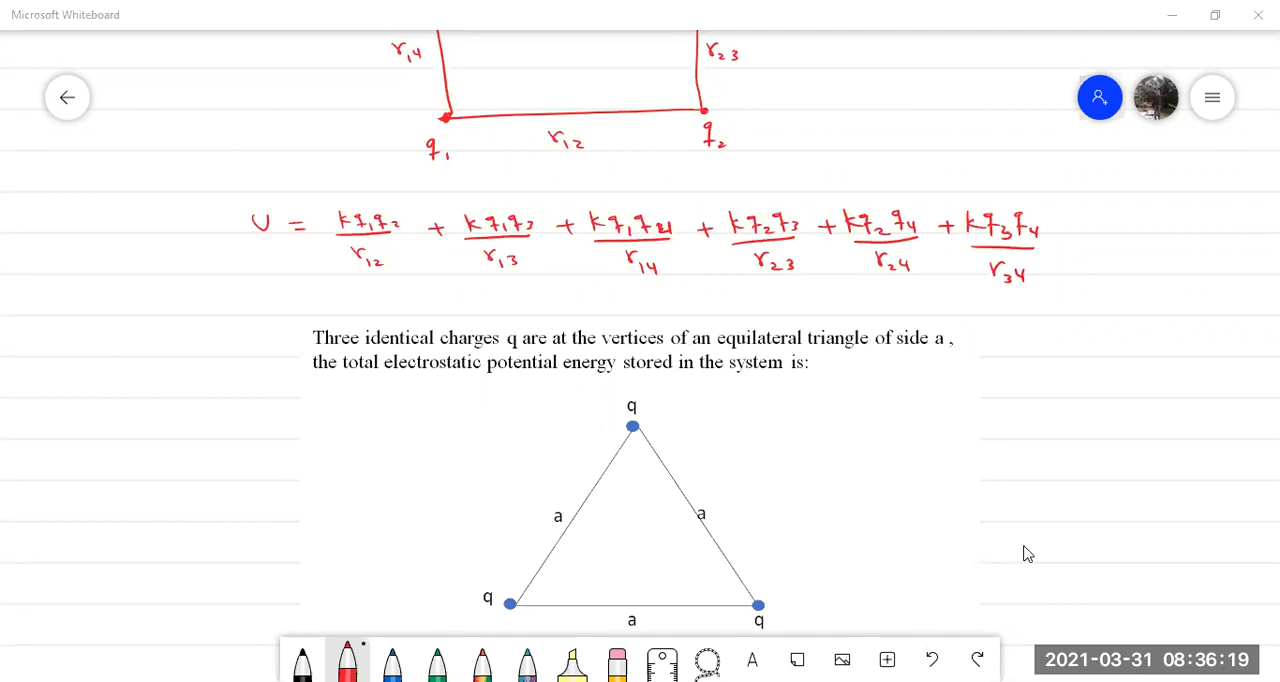 Microsoft Whiteboard
r14 r23
q1 r12 q2
U = kq1q2/r12 + kq1q3/r13 + kq1q4/r14 + kq2q3/r23 + kq2q4/r24 + kq3q4/r34
Three identical charges q are at the vertices of an equilateral triangle of side a ,
the total electrostatic potential energy stored in the system is:
q
a a
q a q
A
2021-03-31 08:36:19